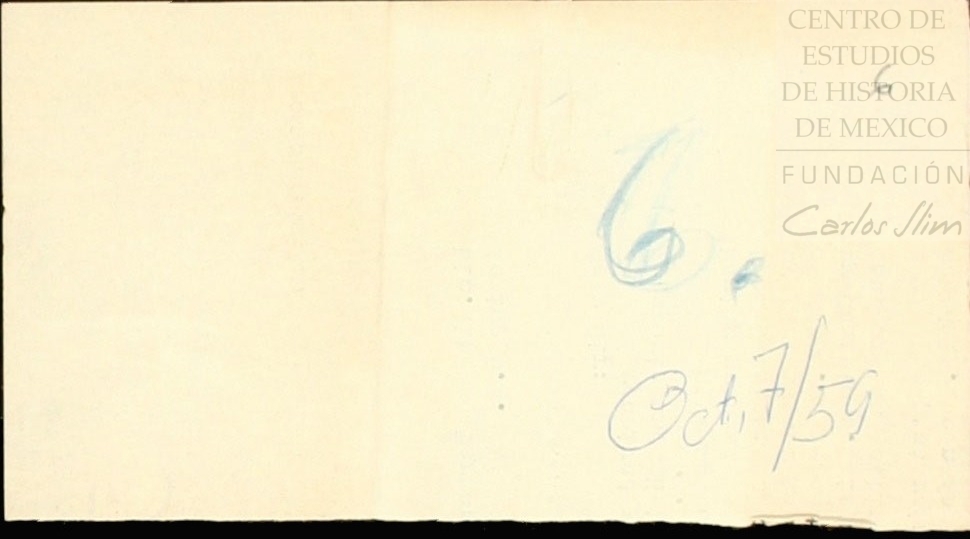 CENTRO DE
ESTUDIOS
DE HISTORIA
DE MEXICO
FUNDACIÓN
Carlos Slim
6
6.
Oct, 7/59